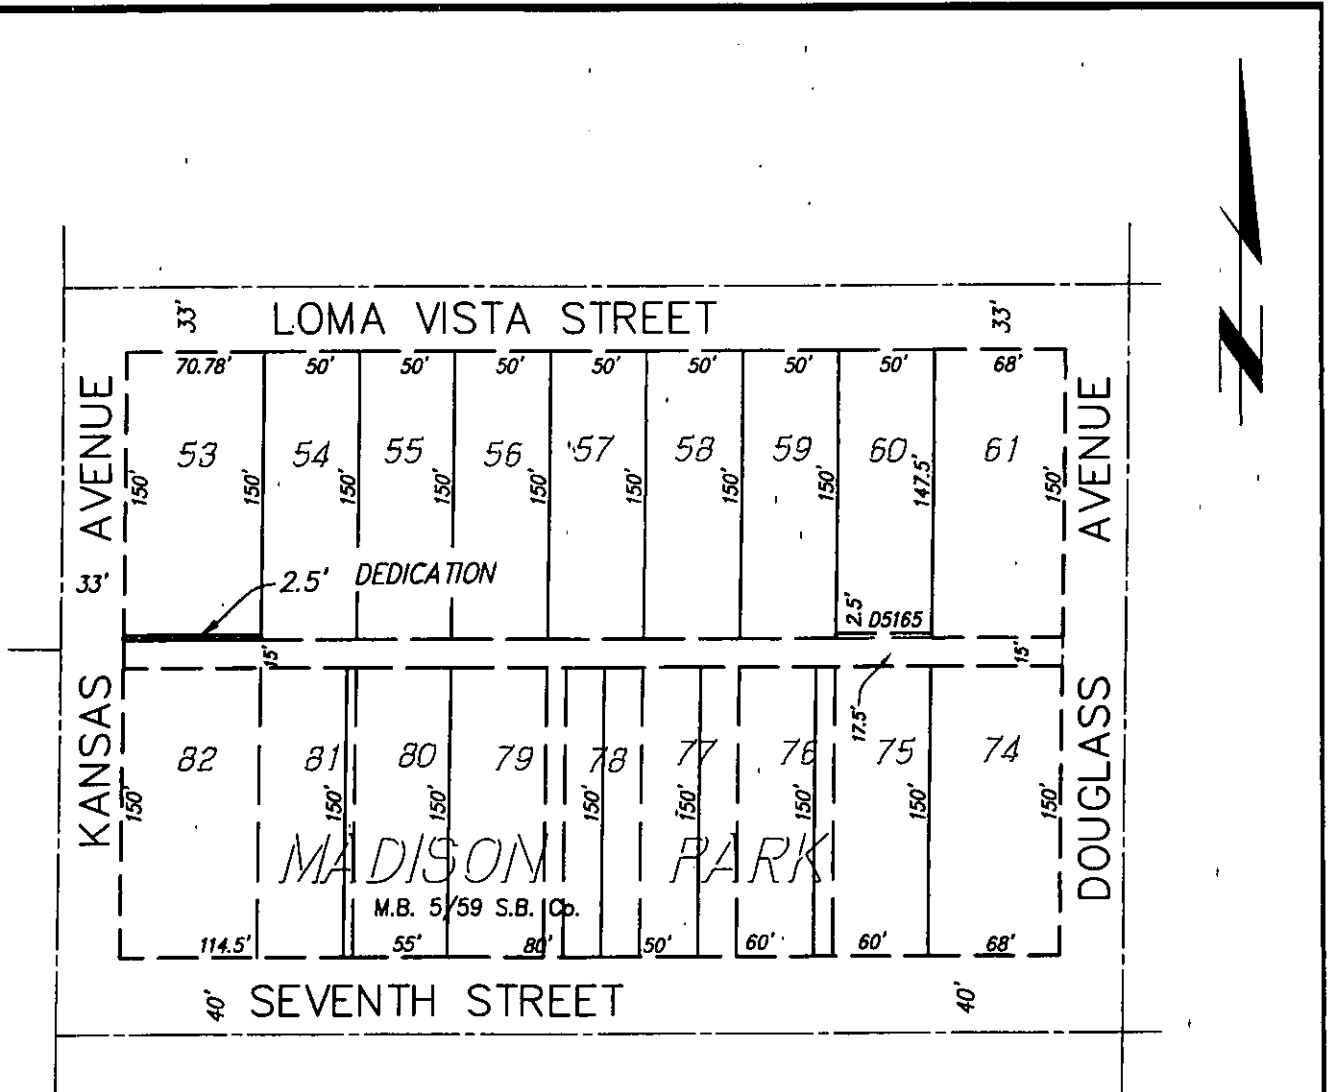 33' LOMA VISTA STREET 33'
70.78' 50' 50' 50' 50' 50' 50' 50' 68'
53 54 55 56 57 58 59 60 61
150' 150' 150' 150' 150' 150' 150' 150' 147.5' 150'
KANSAS AVENUE
DOUGLASS AVENUE
33'
2.5' DEDICATION
2.5' D5165
15' 15'
17.5'
82 81 80 79 78 77 76 75 74
150' 150' 150' 150' 150' 150' 150' 150'
MADISON PARK
M.B. 5/59 S.B. Co.
114.5' 55' 80' 50' 60' 60' 68'
40' SEVENTH STREET 40'